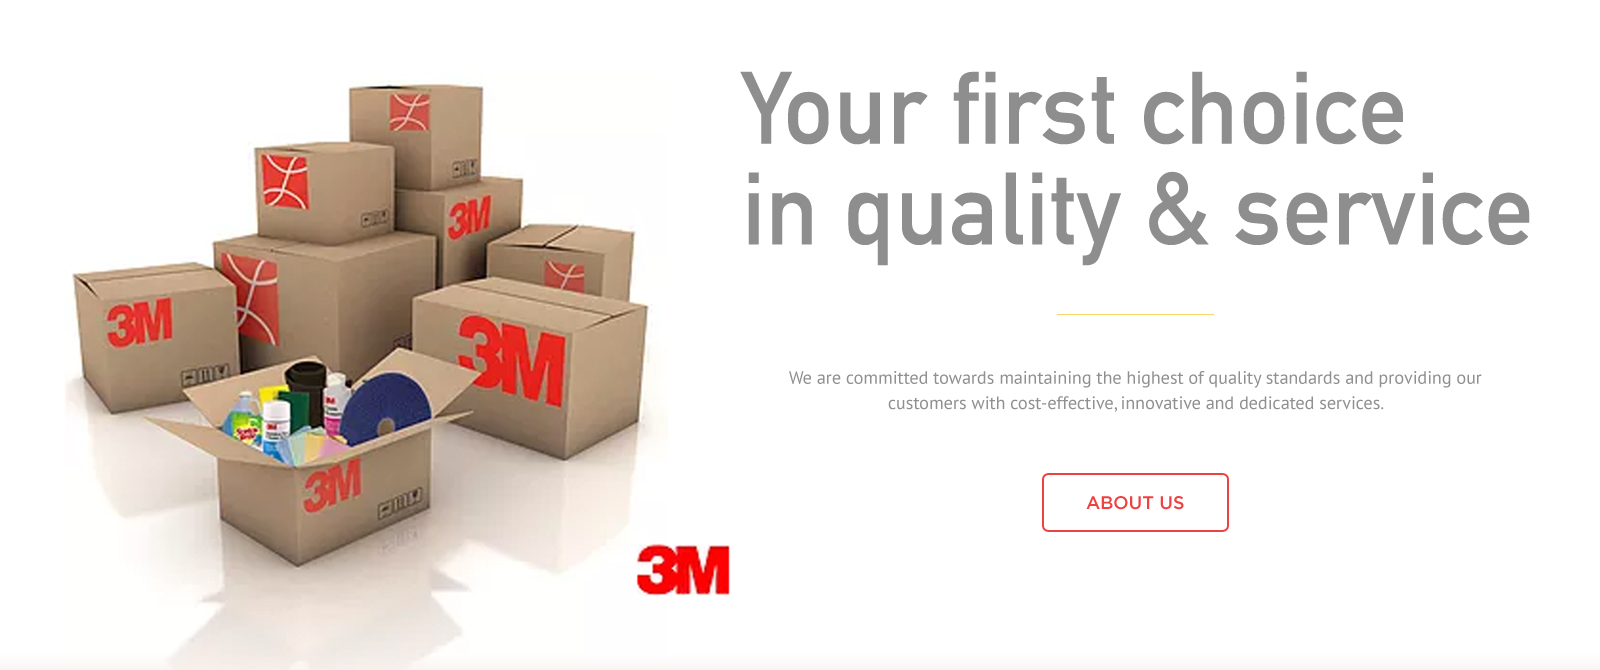 Your first choice
in quality & service
We are committed towards maintaining the highest of quality standards and providing our
customers with cost-effective, innovative and dedicated services.
ABOUT US
3M
3M
3M
3M
3M